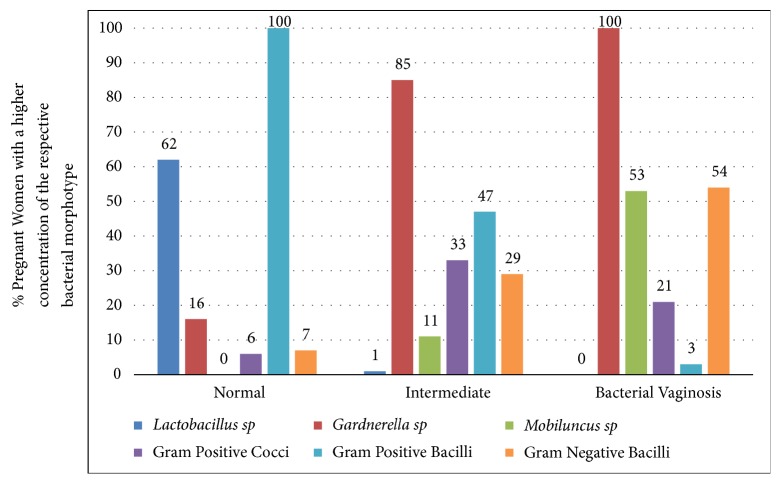 % Pregnant Women with a higher
concentration of the respective
bacterial morphotype
100
90
80
70
60
50
40
30
20
10
0
62
16
0
6
100
7
1
85
11
33
47
29
0
100
53
21
3
54
Normal
Intermediate
Bacterial Vaginosis
Lactobacillus sp
Gardnerella sp
Mobiluncus sp
Gram Positive Cocci
Gram Positive Bacilli
Gram Negative Bacilli